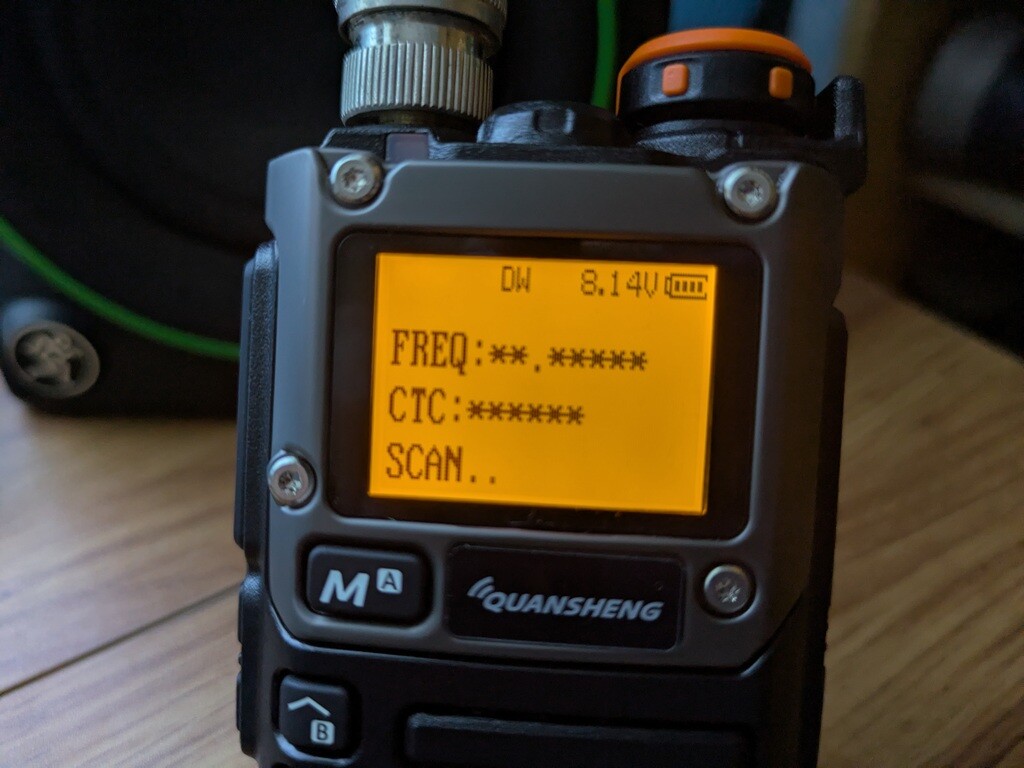 DW 8.14V
FREQ:**.*****
CTC:******
SCAN..
M A
QUANSHENG
B